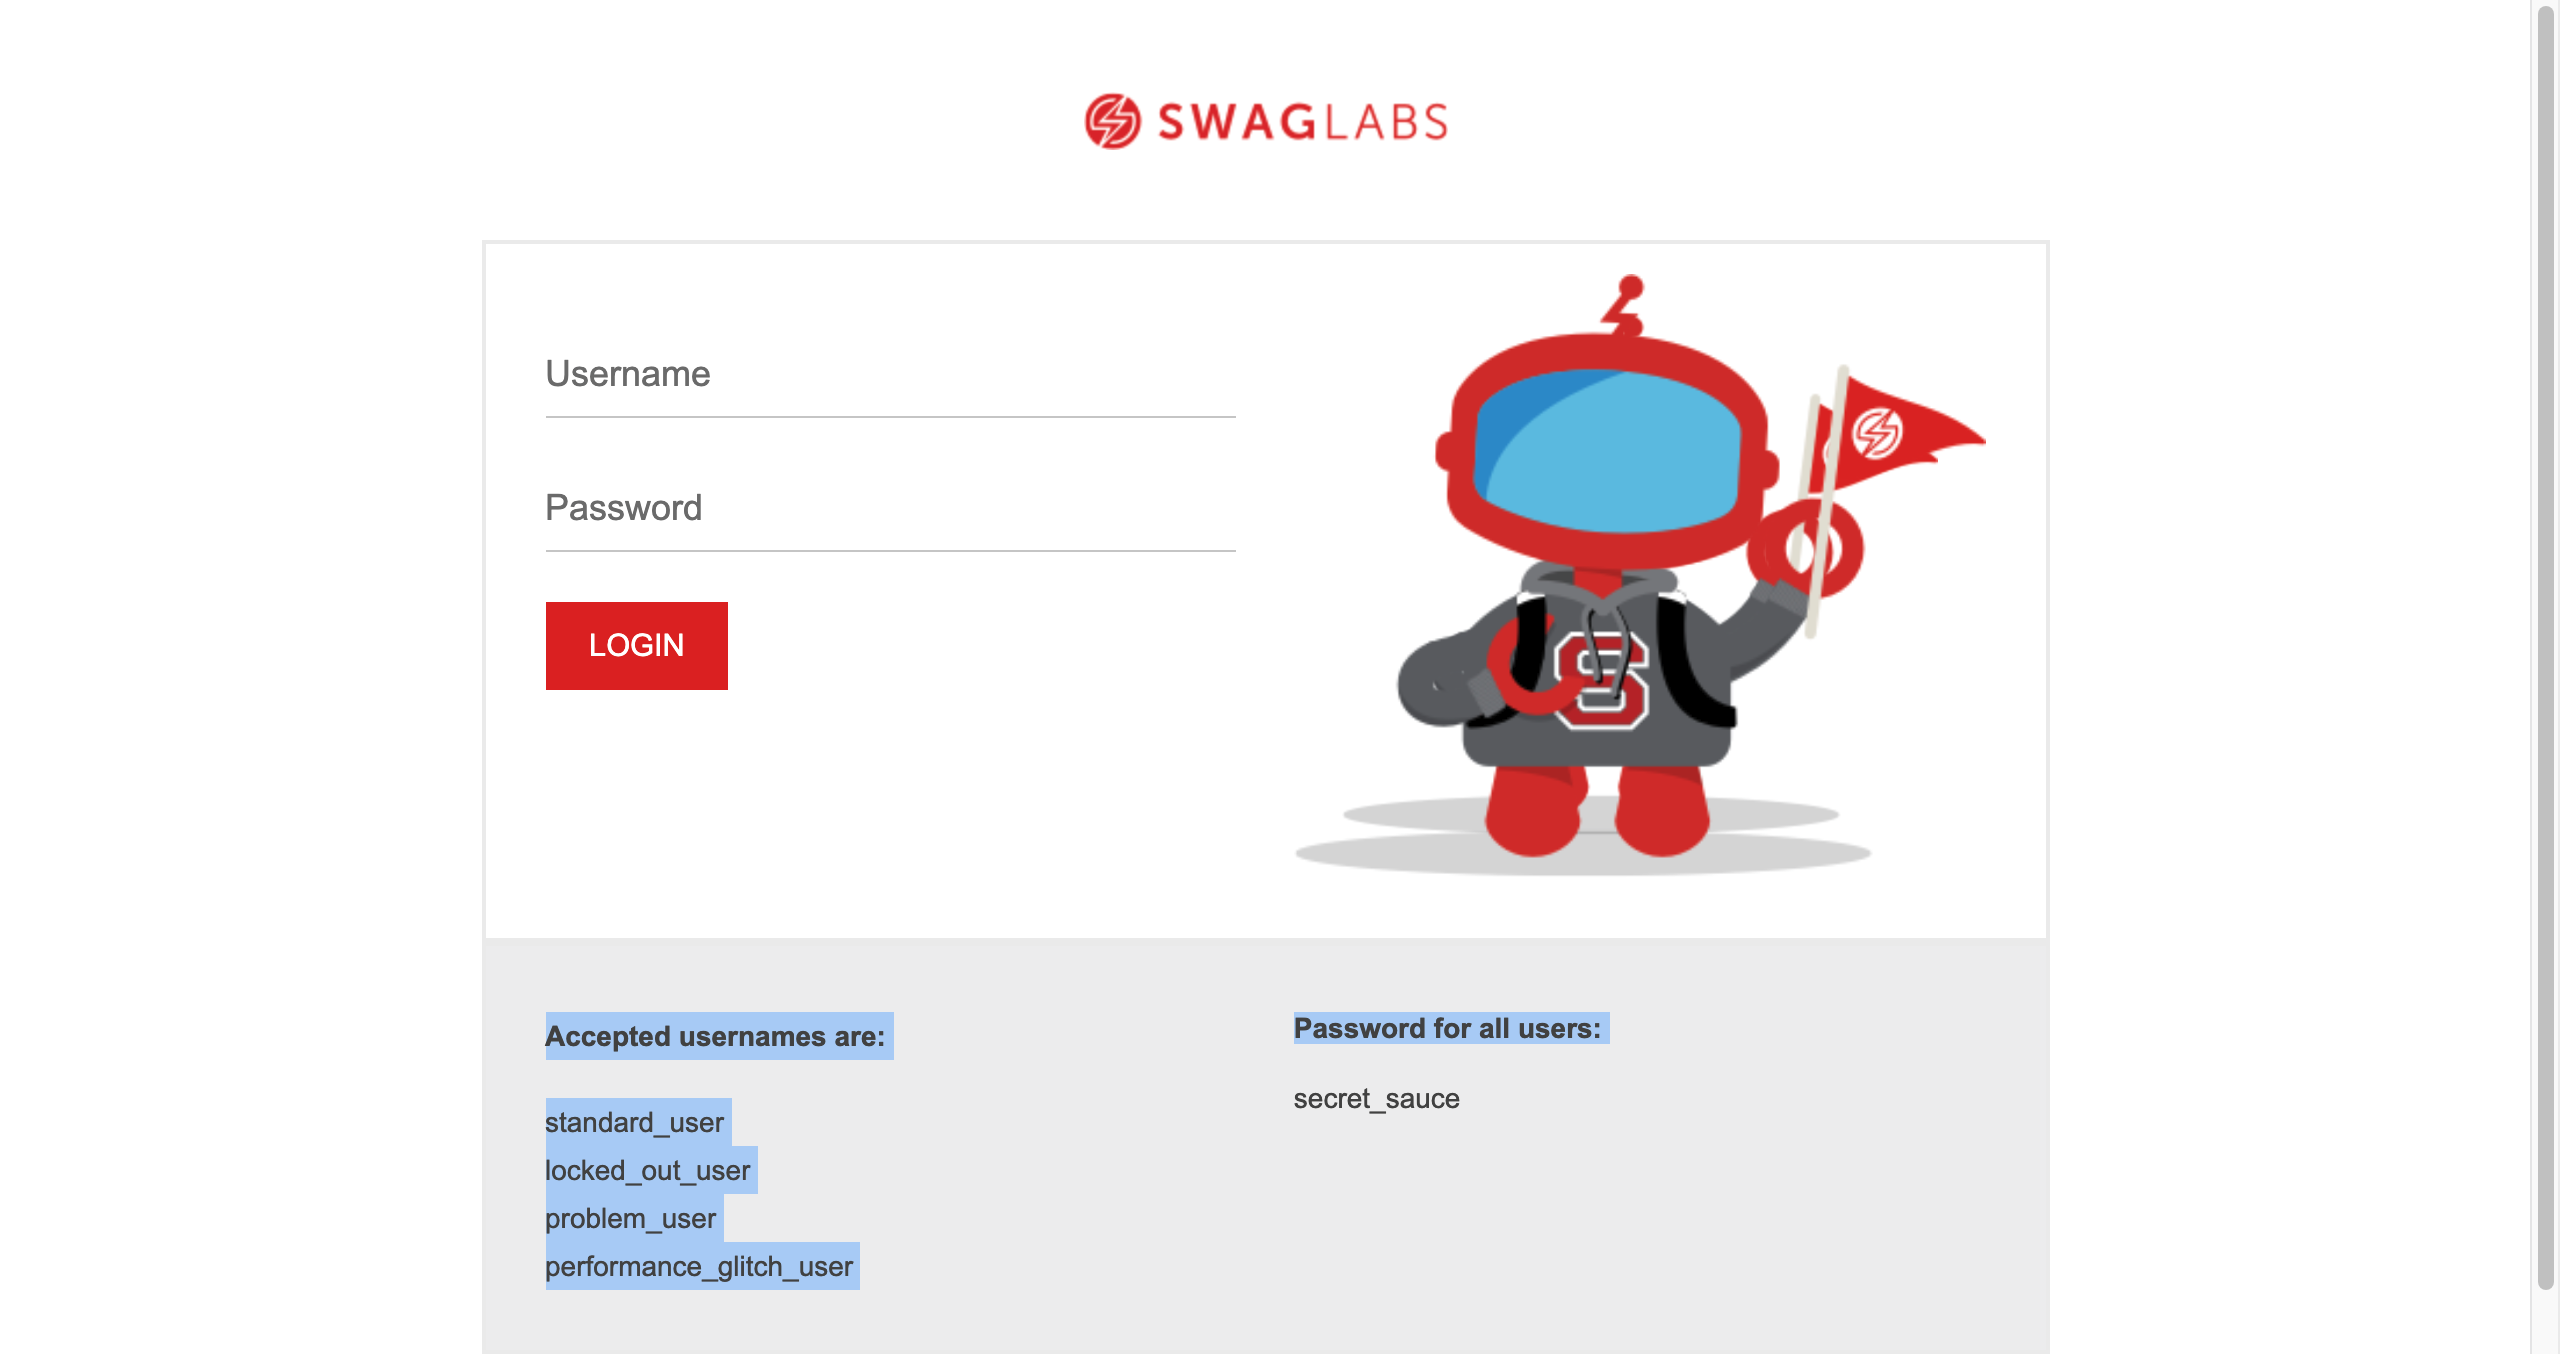 SWAGLABS
Username
Password
LOGIN
S
Accepted usernames are:
standard_user
locked_out_user
problem_user
performance_glitch_user
Password for all users:
secret_sauce